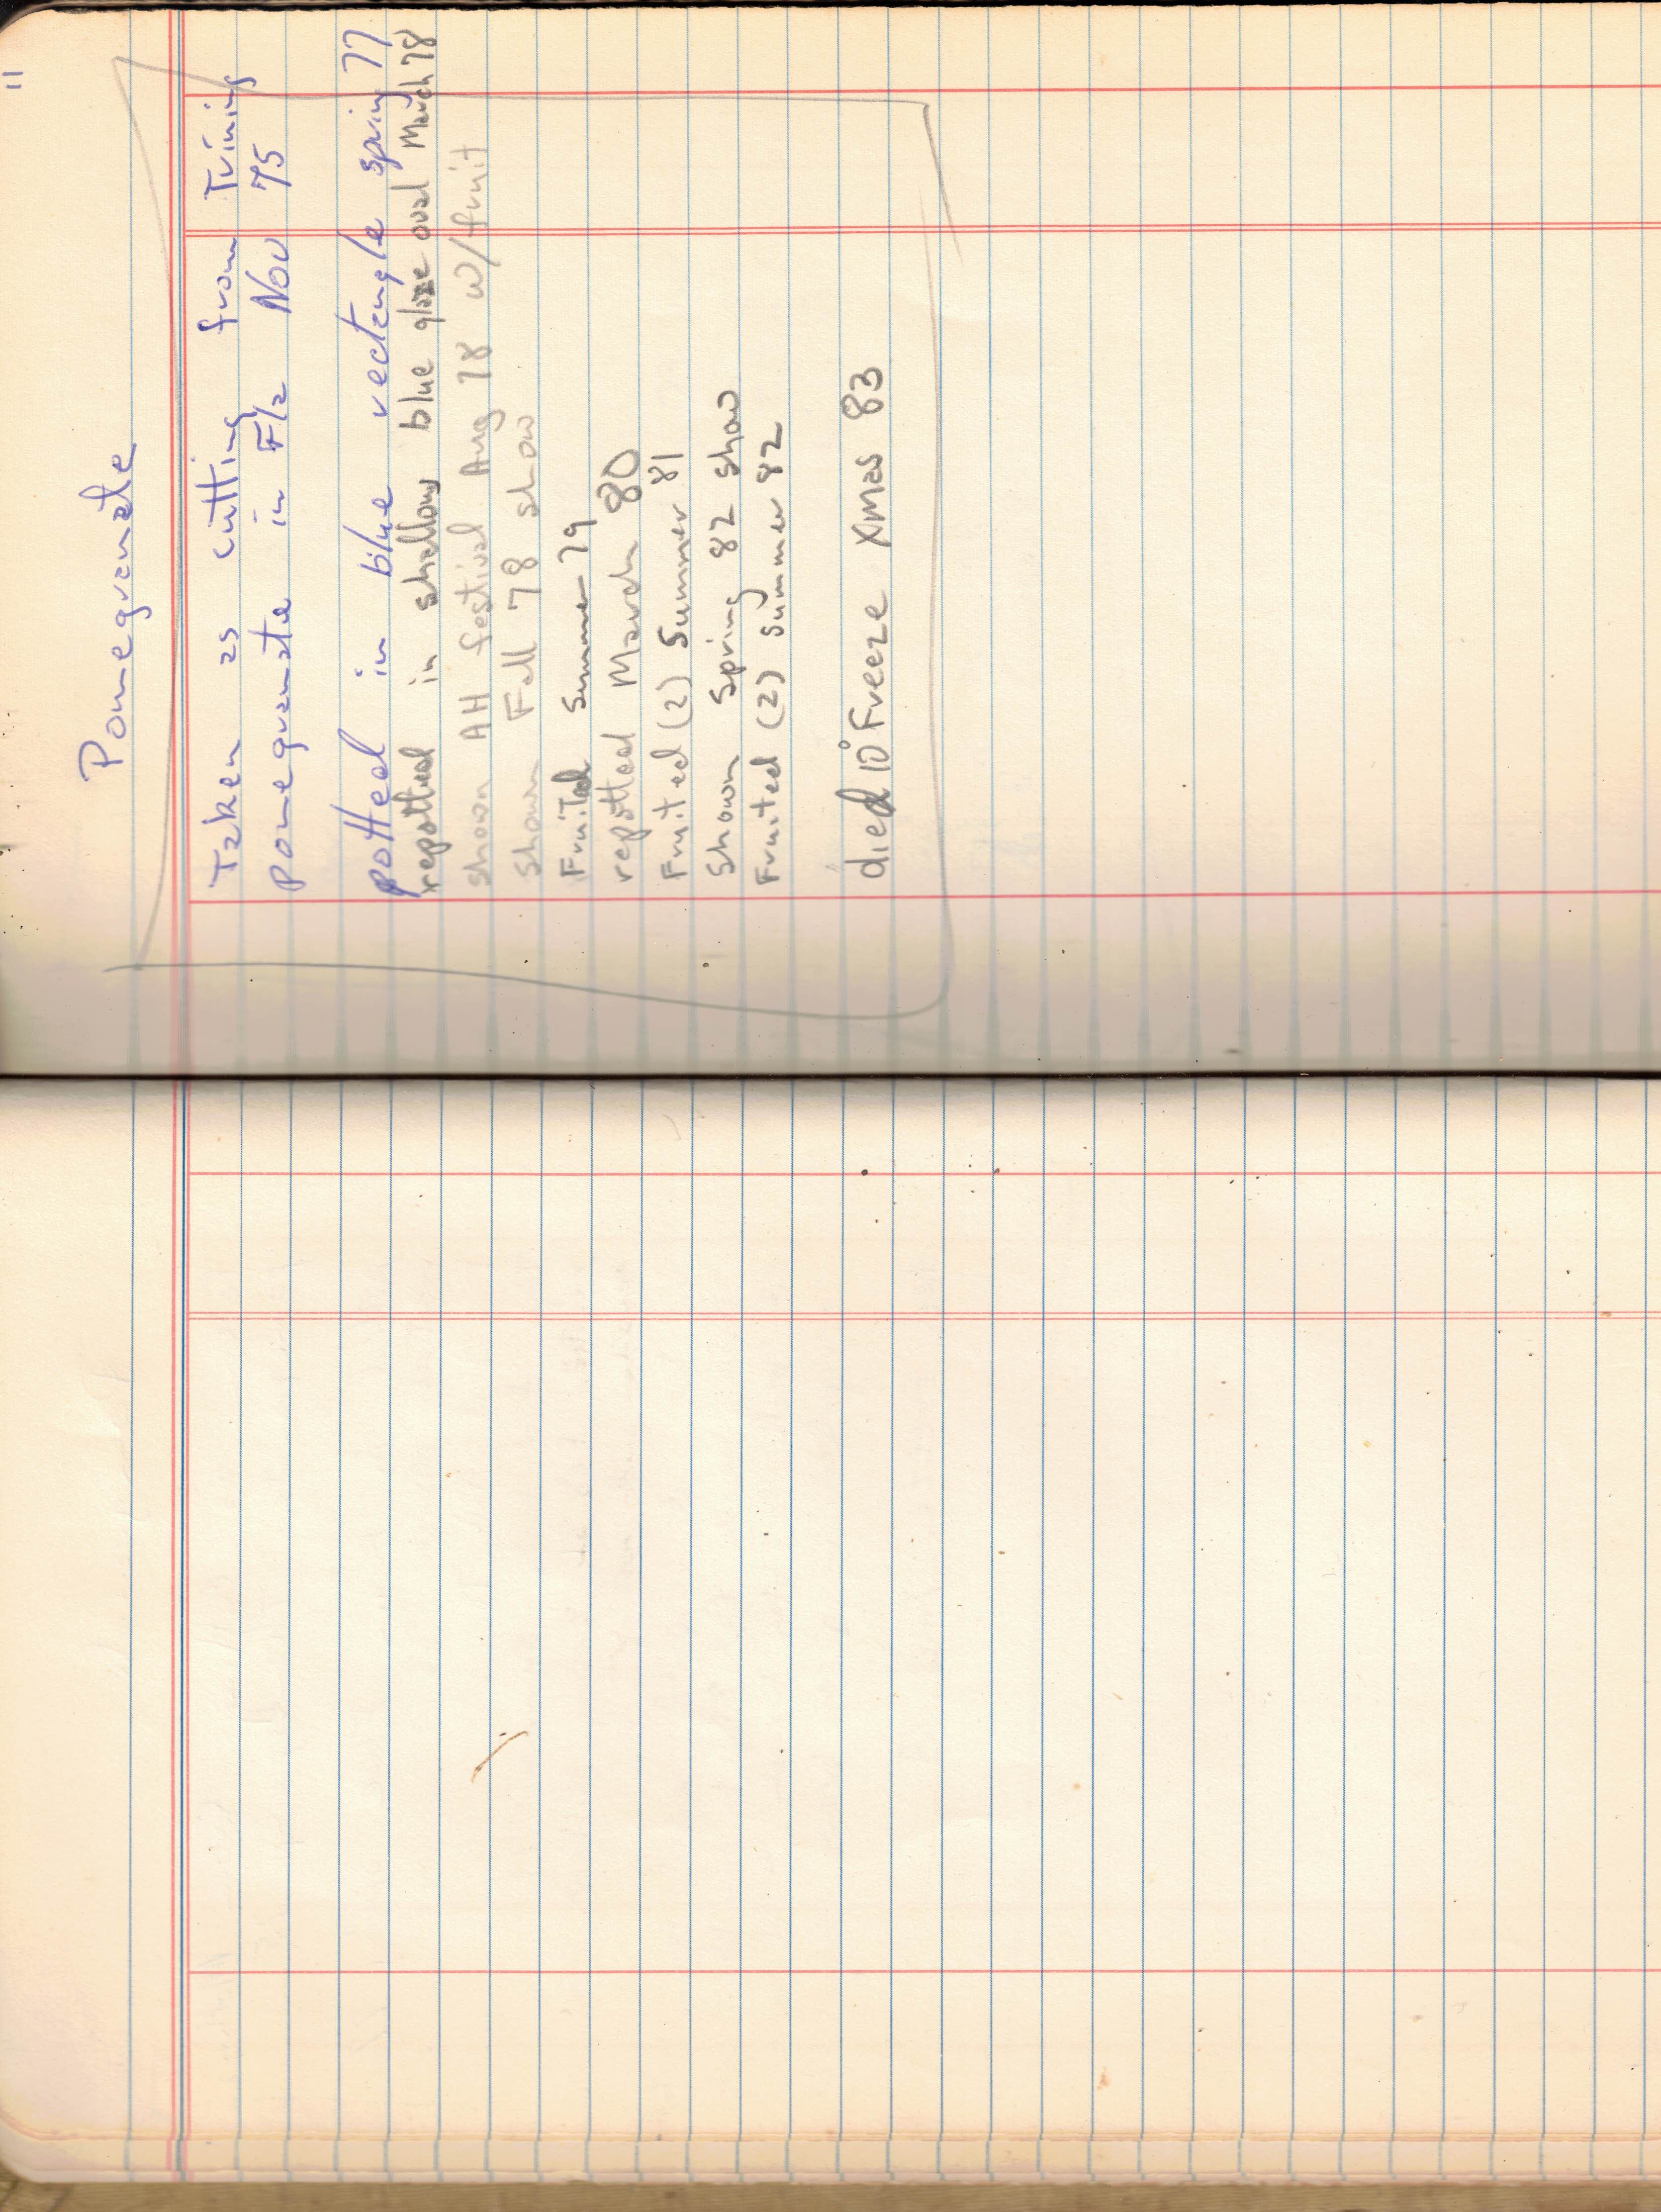 11
Pomegranate
Taken as cutting from Trining
pomegranate in Fla Nov 75
potted in blue rectangle spring 77
repotted in shallow blue glaze oval March 78
shown AH festival Aug 78 w/fruit
shown Fall 78 show
Fruited Summer 79
repotted March 80
Fruited (2) Summer 81
Shown Spring 82 show
Fruited (2) Summer 82
died 10° Freeze Xmas 83